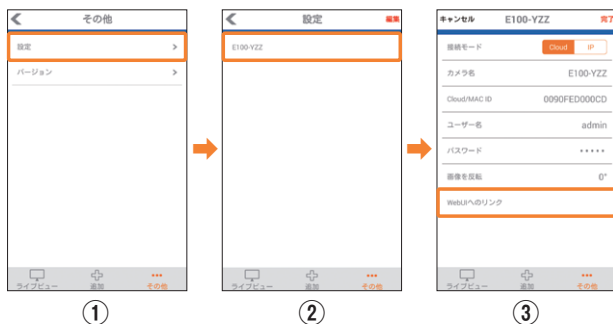 その他
設定
バージョン
ライブビュー
追加
その他
①
設定
編集
E100-YZZ
ライブビュー
追加
その他
②
キャンセル E100-YZZ 完了
接続モード Cloud IP
カメラ名 E100-YZZ
Cloud/MAC ID 0090FED000CD
ユーザー名 admin
パスワード •••••
画像を反転 0°
WebUIへのリンク
ライブビュー
追加
その他
③